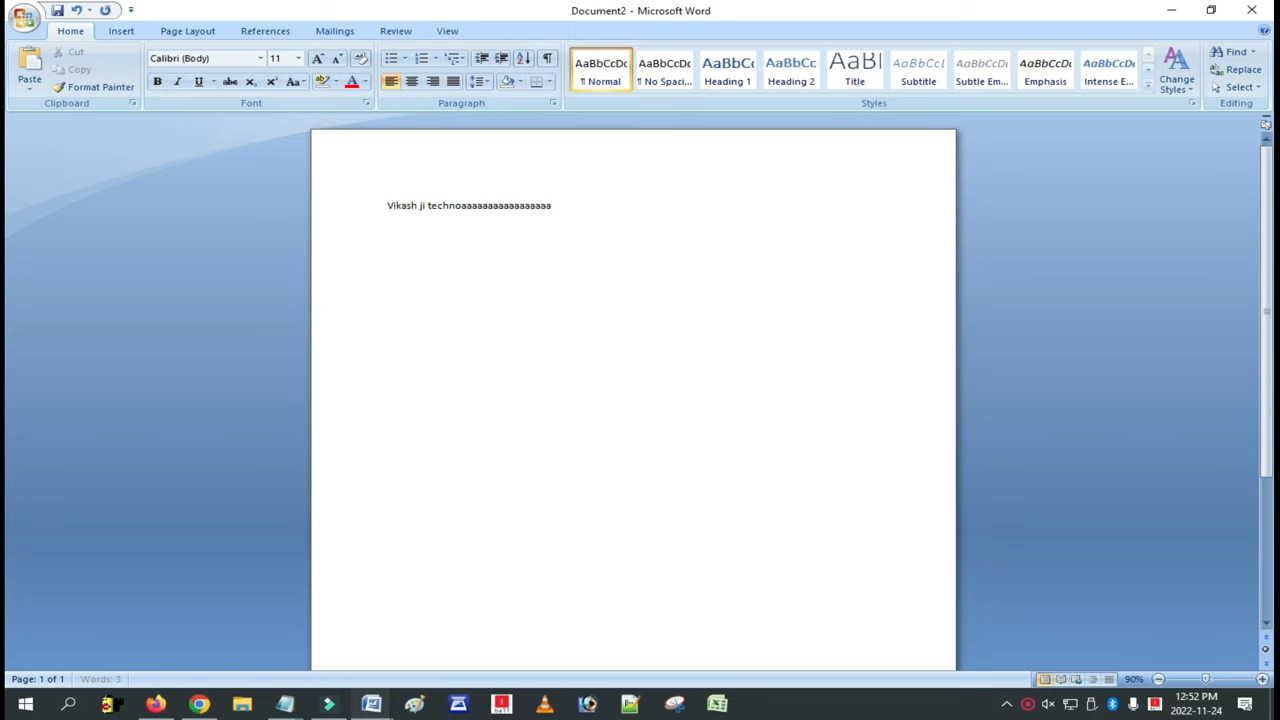 Document2 - Microsoft Word
Home Insert Page Layout References Mailings Review View
Paste
Cut
Copy
Format Painter
Clipboard
Calibri (Body) 11
Font
Paragraph
AaBbCcDc AaBbCcDc AaBbCc AaBbCc AaBl AaBbCcl AaBbCcDc AaBbCcDc AaBbCcDc
¶ Normal ¶ No Spaci... Heading 1 Heading 2 Title Subtitle Subtle Em... Emphasis Intense E...
Change
Styles
Styles
Find
Replace
Select
Editing
Vikash ji technoaaaaaaaaaaaaaaaaa
Page: 1 of 1 Words: 3
90%
12:52 PM
2022-11-24